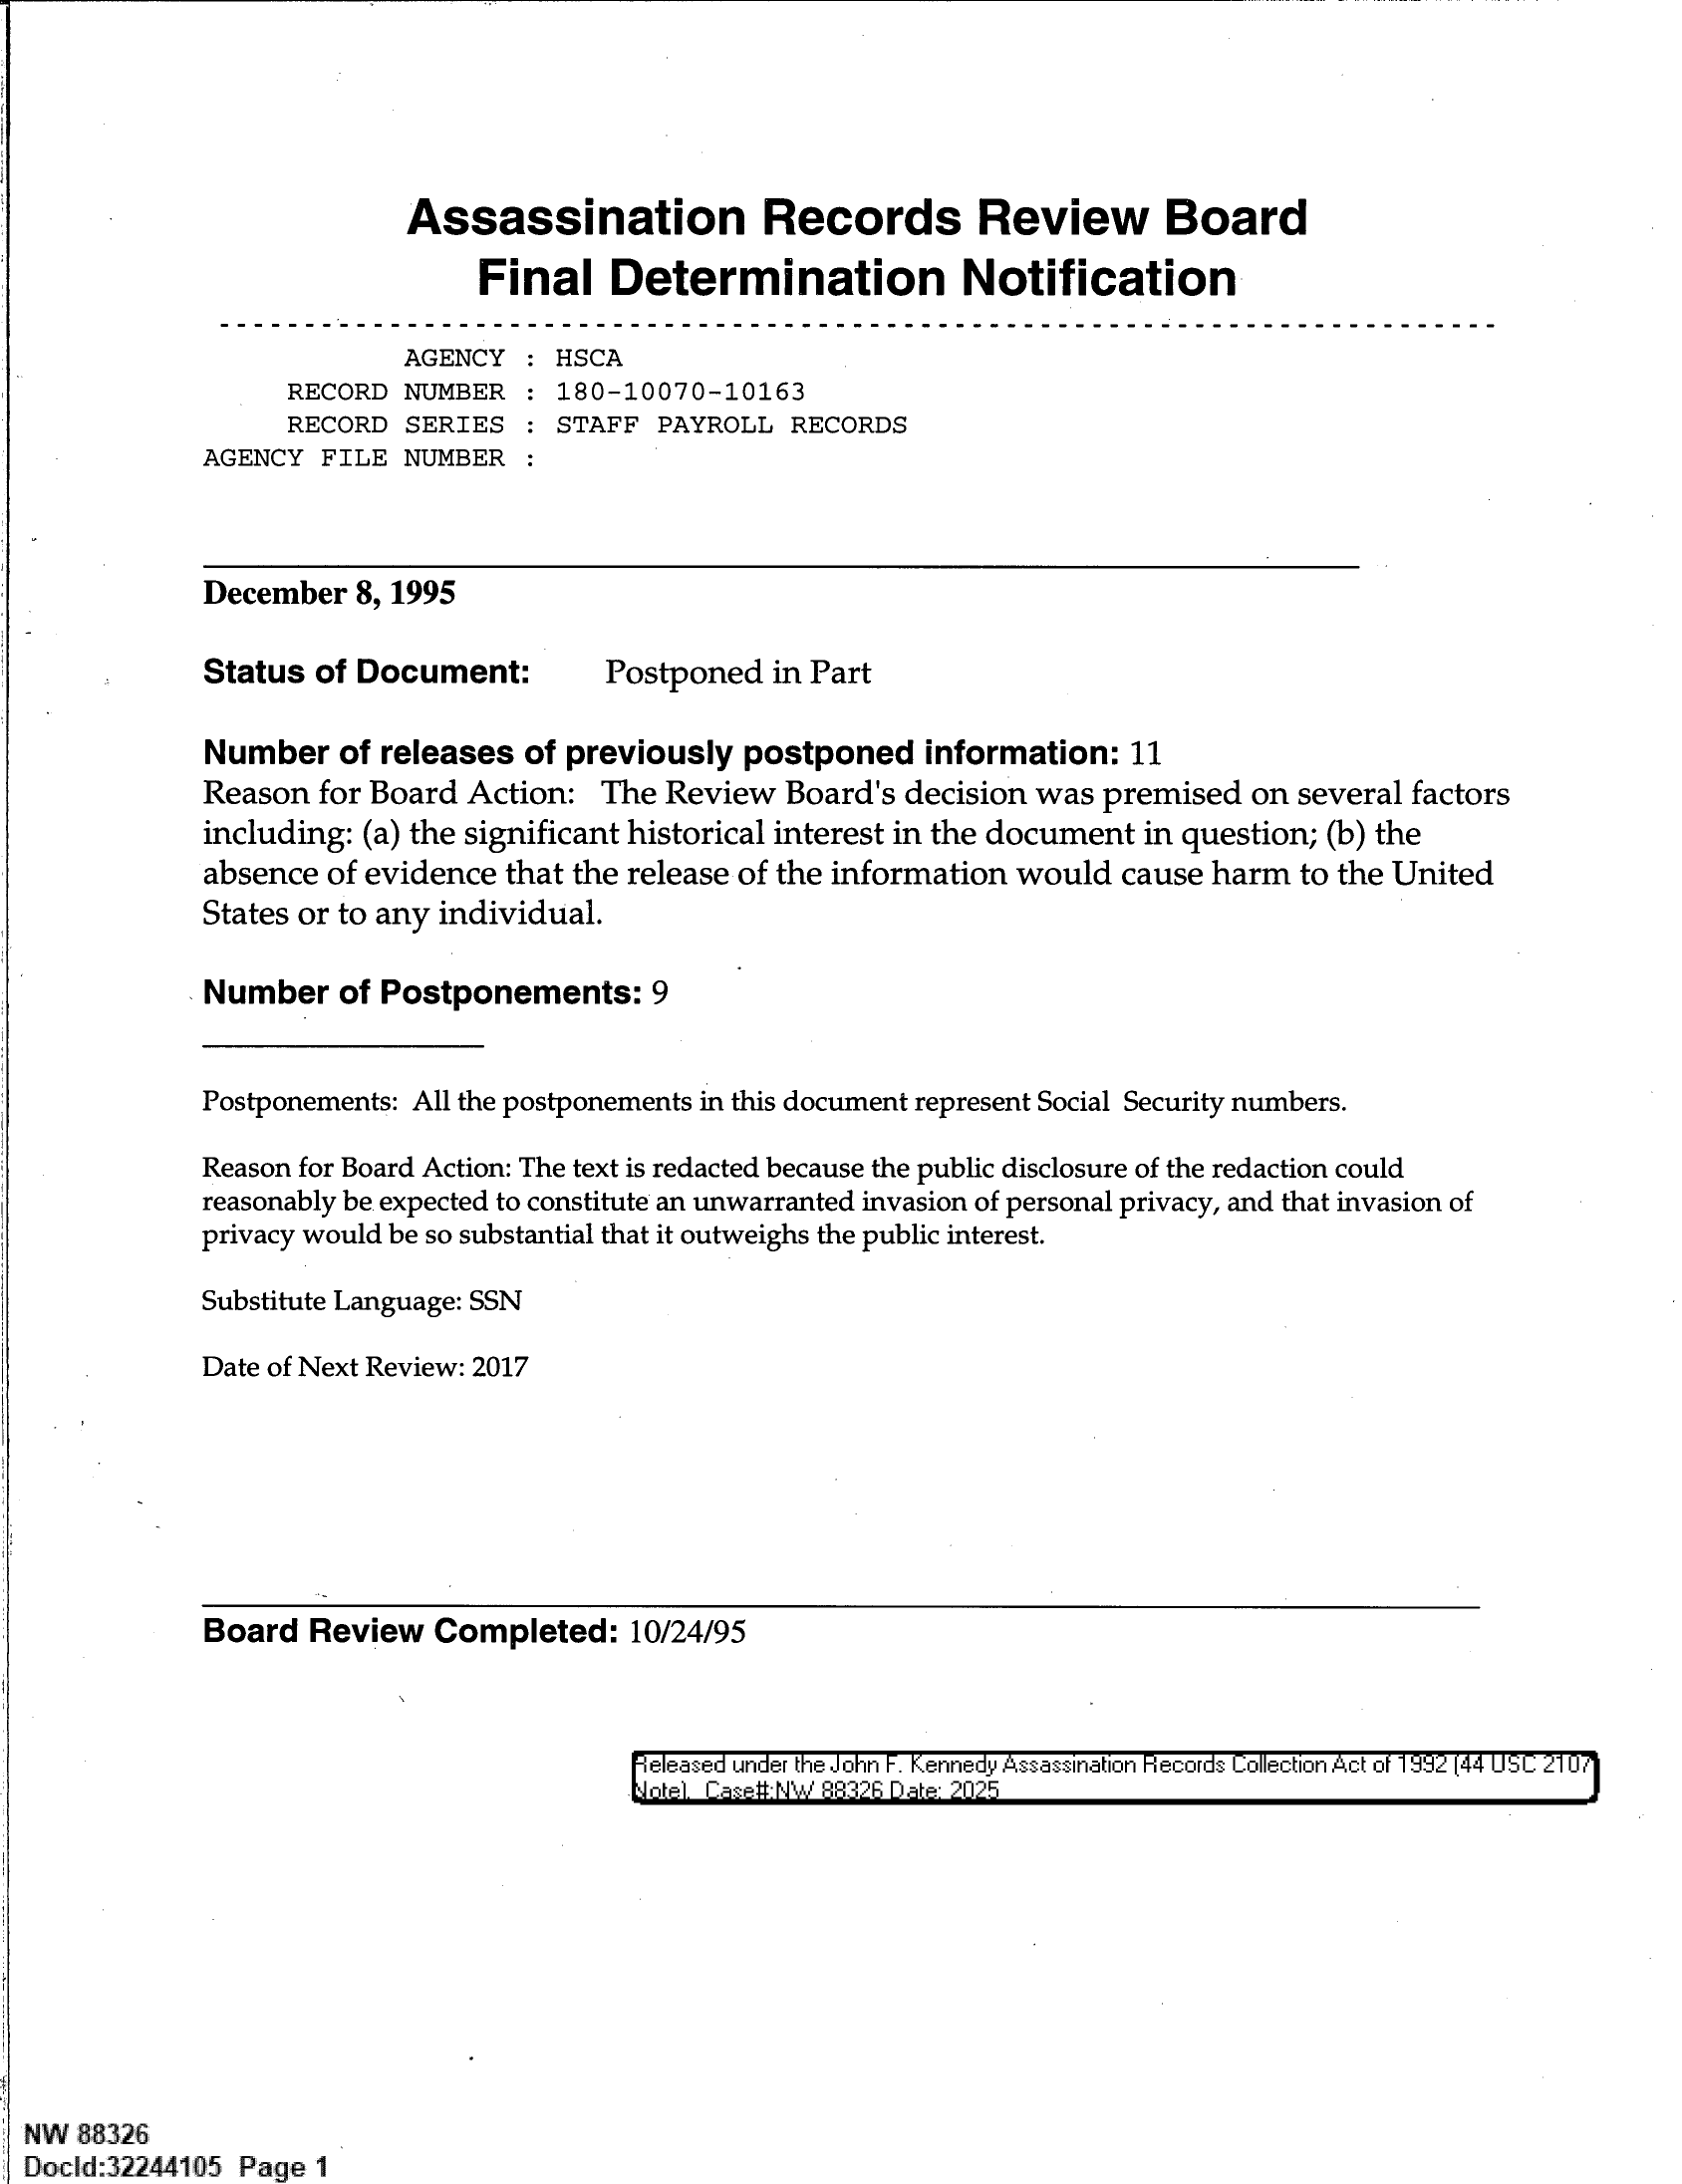 Assassination Records Review Board
Final Determination Notification
AGENCY : HSCA
RECORD NUMBER : 180-10070-10163
RECORD SERIES : STAFF PAYROLL RECORDS
AGENCY FILE NUMBER :
December 8, 1995
Status of Document: Postponed in Part
Number of releases of previously postponed information: 11
Reason for Board Action: The Review Board's decision was premised on several factors
including: (a) the significant historical interest in the document in question; (b) the
absence of evidence that the release of the information would cause harm to the United
States or to any individual.
Number of Postponements: 9
Postponements: All the postponements in this document represent Social Security numbers.
Reason for Board Action: The text is redacted because the public disclosure of the redaction could
reasonably be expected to constitute an unwarranted invasion of personal privacy, and that invasion of
privacy would be so substantial that it outweighs the public interest.
Substitute Language: SSN
Date of Next Review: 2017
Board Review Completed: 10/24/95
Released under the John F. Kennedy Assassination Records Collection Act of 1992 (44 USC 2107
Note). Case#:NW 88326 Date: 2025
NW 88326
DocId:32244105 Page 1